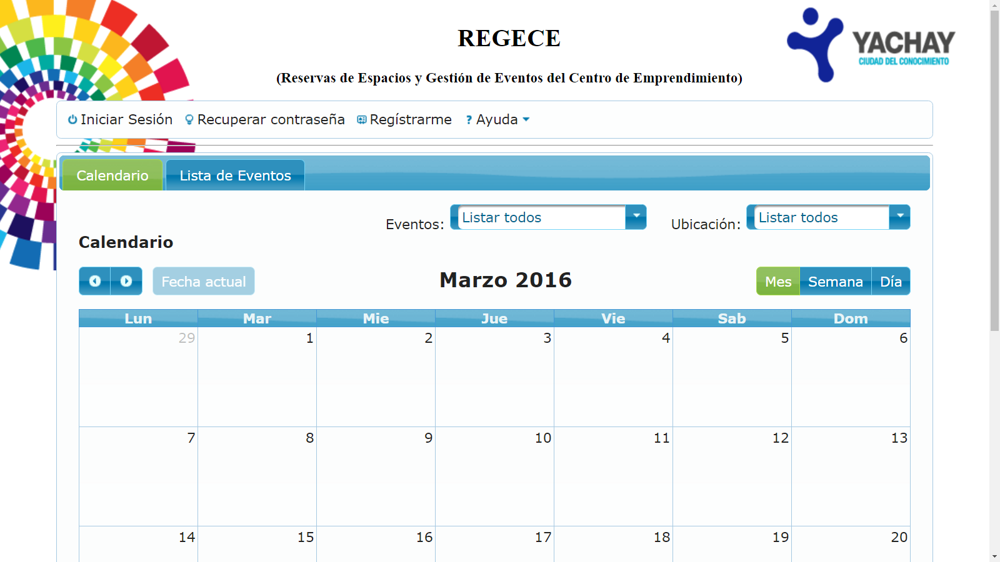 REGECE
YACHAY
CIUDAD DEL CONOCIMIENTO
(Reservas de Espacios y Gestión de Eventos del Centro de Emprendimiento)
Iniciar Sesión Recuperar contraseña Regístrarme ? Ayuda
Calendario Lista de Eventos
Eventos: Listar todos Ubicación: Listar todos
Calendario
Fecha actual Marzo 2016 Mes Semana Día
Lun Mar Mie Jue Vie Sab Dom
29 1 2 3 4 5 6
7 8 9 10 11 12 13
14 15 16 17 18 19 20